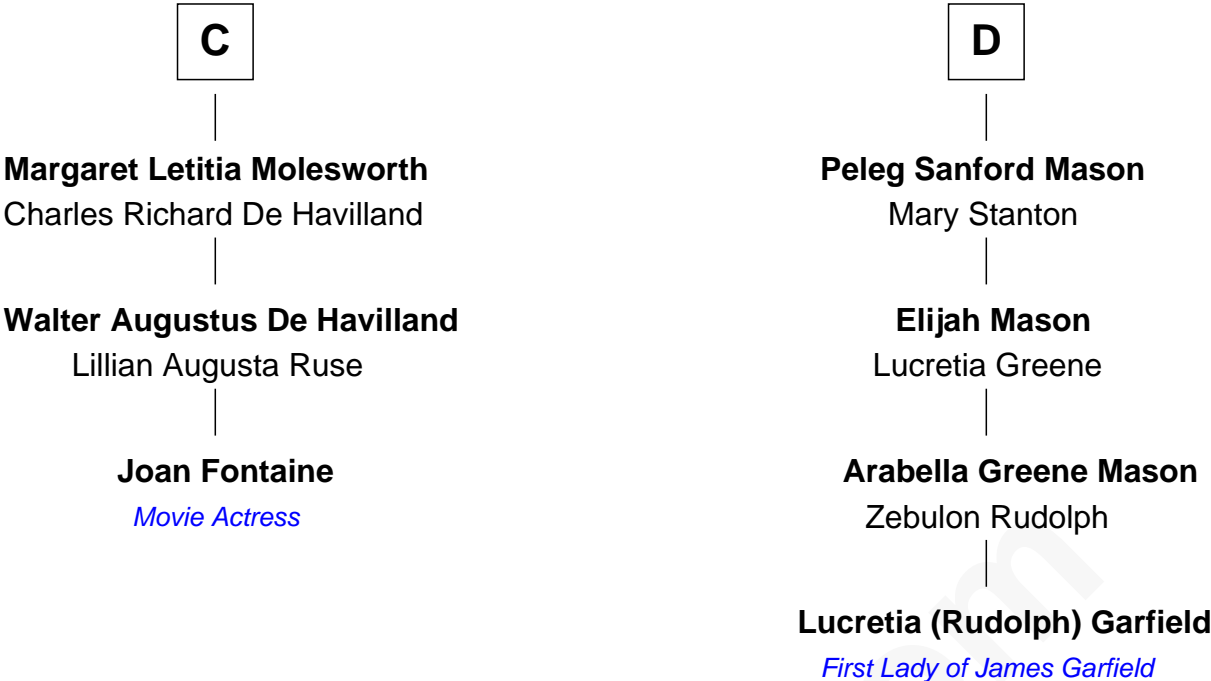 C
Margaret Letitia Molesworth
Charles Richard De Havilland
Walter Augustus De Havilland
Lillian Augusta Ruse
Joan Fontaine
Movie Actress
D
Peleg Sanford Mason
Mary Stanton
Elijah Mason
Lucretia Greene
Arabella Greene Mason
Zebulon Rudolph
Lucretia (Rudolph) Garfield
First Lady of James Garfield